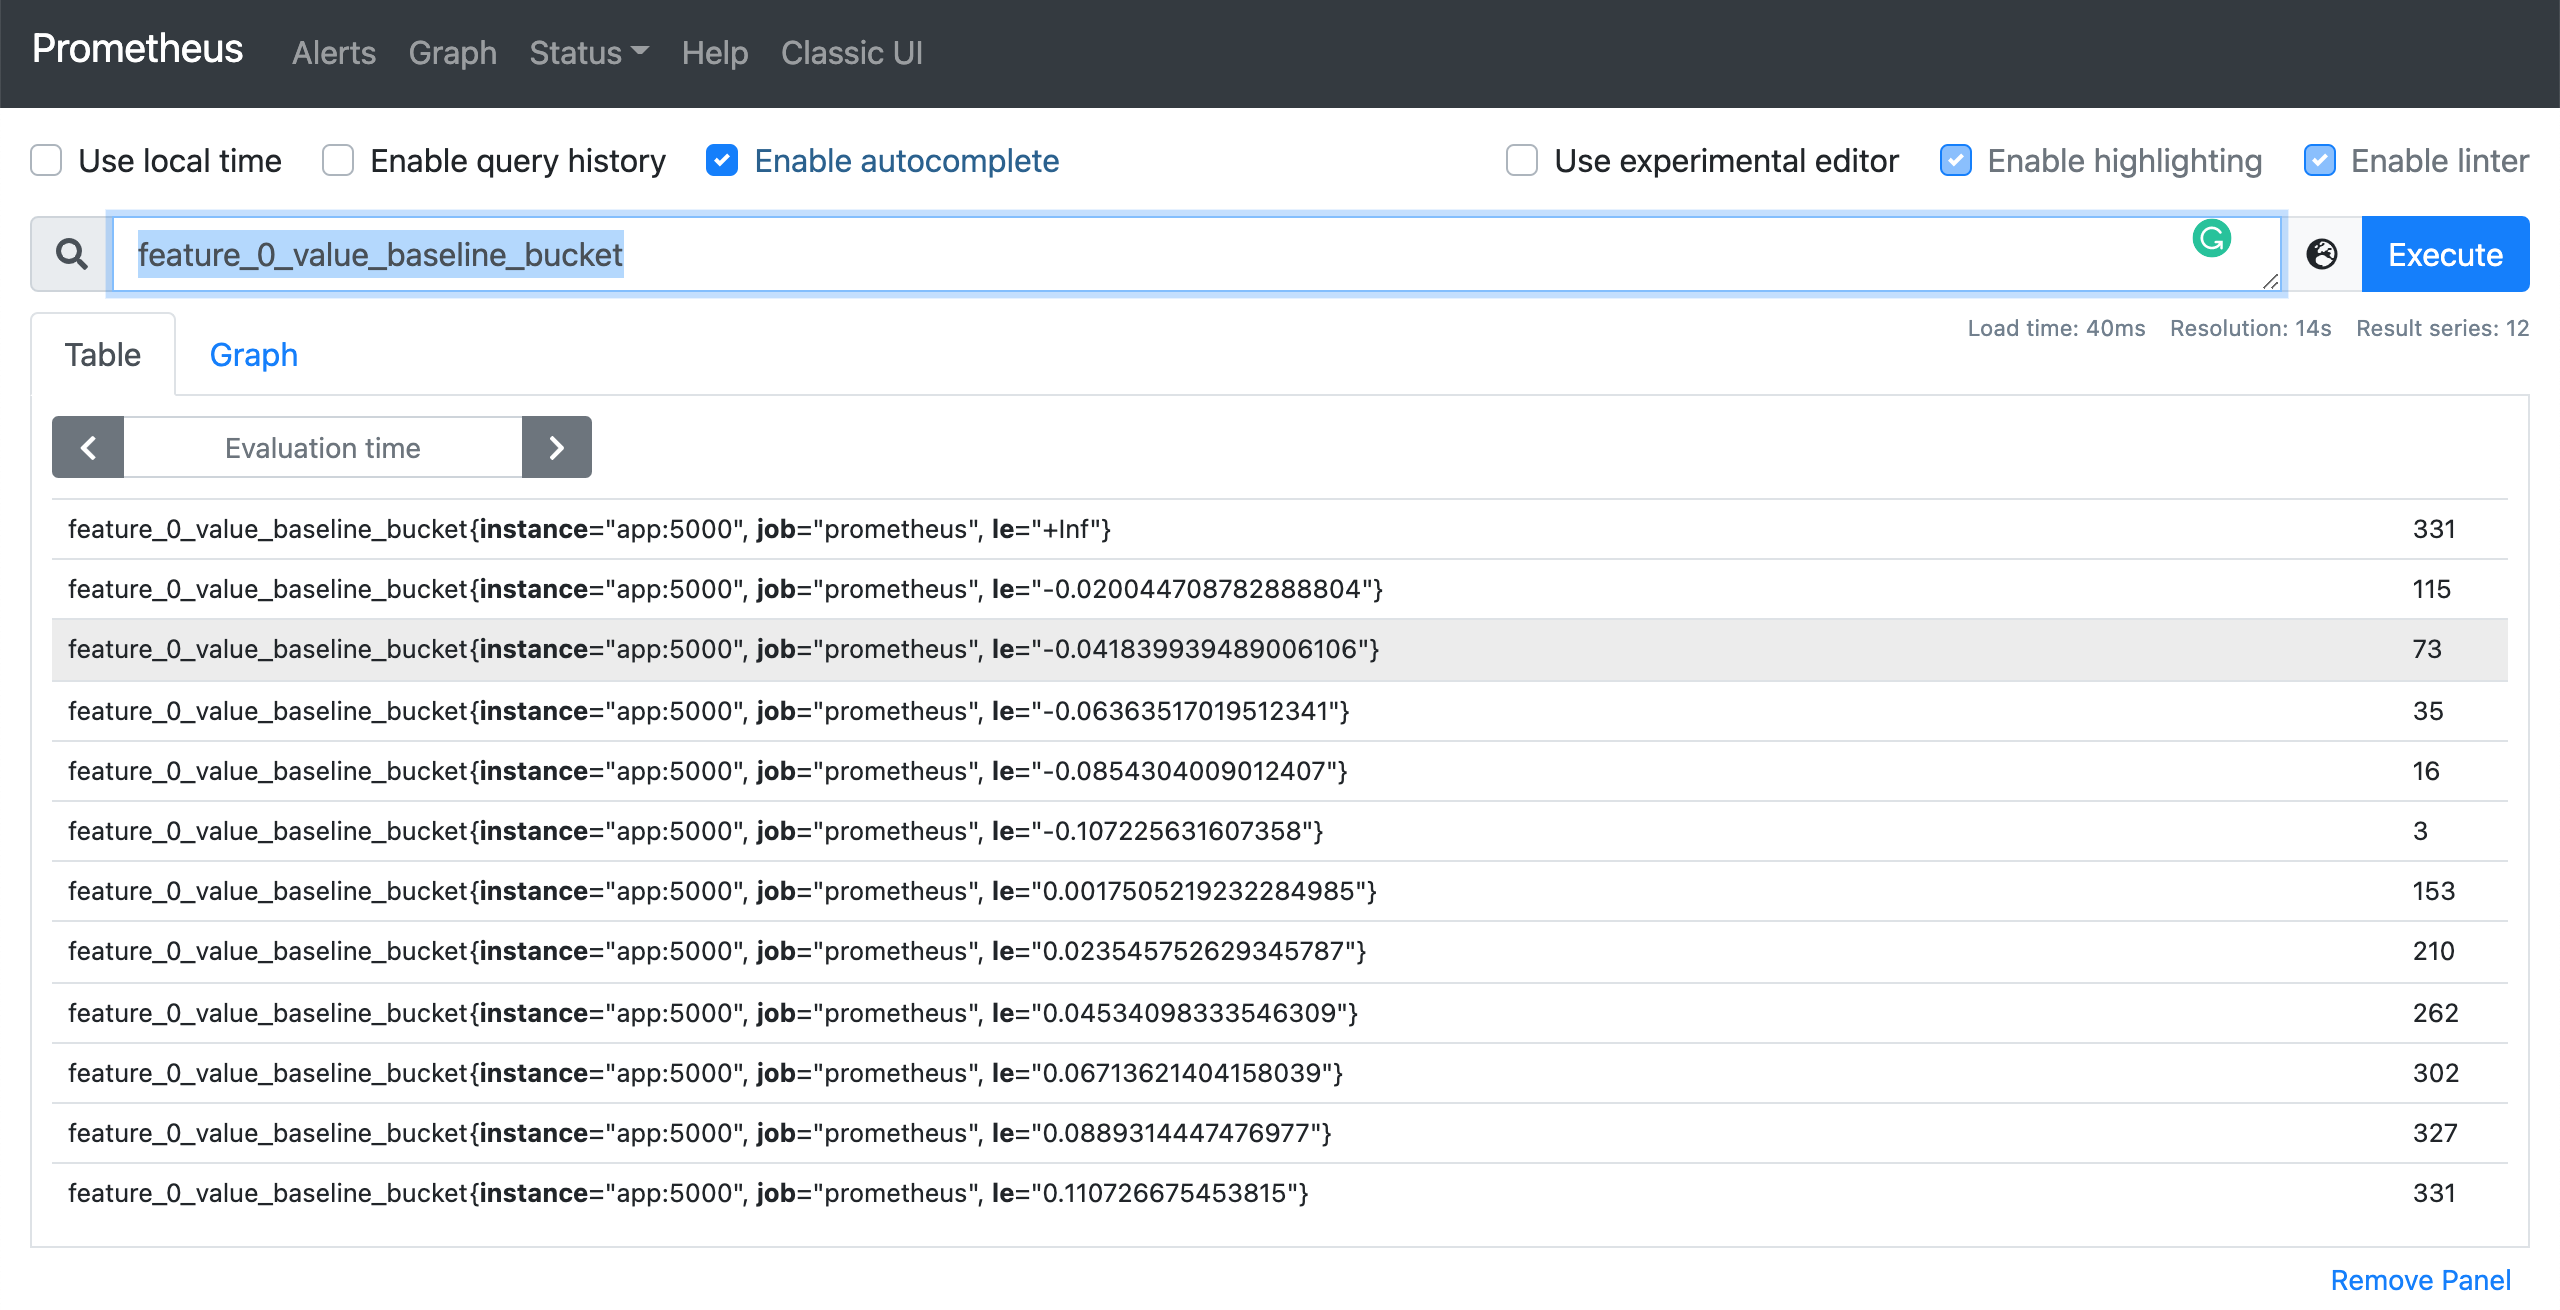 Prometheus Alerts Graph Status Help Classic UI
Use local time Enable query history Enable autocomplete Use experimental editor Enable highlighting Enable linter
feature_0_value_baseline_bucket Execute
Load time: 40ms Resolution: 14s Result series: 12
Table Graph
Evaluation time
feature_0_value_baseline_bucket{instance="app:5000", job="prometheus", le="+Inf"} 331
feature_0_value_baseline_bucket{instance="app:5000", job="prometheus", le="-0.020044708782888804"} 115
feature_0_value_baseline_bucket{instance="app:5000", job="prometheus", le="-0.041839939489006106"} 73
feature_0_value_baseline_bucket{instance="app:5000", job="prometheus", le="-0.06363517019512341"} 35
feature_0_value_baseline_bucket{instance="app:5000", job="prometheus", le="-0.0854304009012407"} 16
feature_0_value_baseline_bucket{instance="app:5000", job="prometheus", le="-0.107225631607358"} 3
feature_0_value_baseline_bucket{instance="app:5000", job="prometheus", le="0.0017505219232284985"} 153
feature_0_value_baseline_bucket{instance="app:5000", job="prometheus", le="0.023545752629345787"} 210
feature_0_value_baseline_bucket{instance="app:5000", job="prometheus", le="0.04534098333546309"} 262
feature_0_value_baseline_bucket{instance="app:5000", job="prometheus", le="0.06713621404158039"} 302
feature_0_value_baseline_bucket{instance="app:5000", job="prometheus", le="0.0889314447476977"} 327
feature_0_value_baseline_bucket{instance="app:5000", job="prometheus", le="0.110726675453815"} 331
Remove Panel